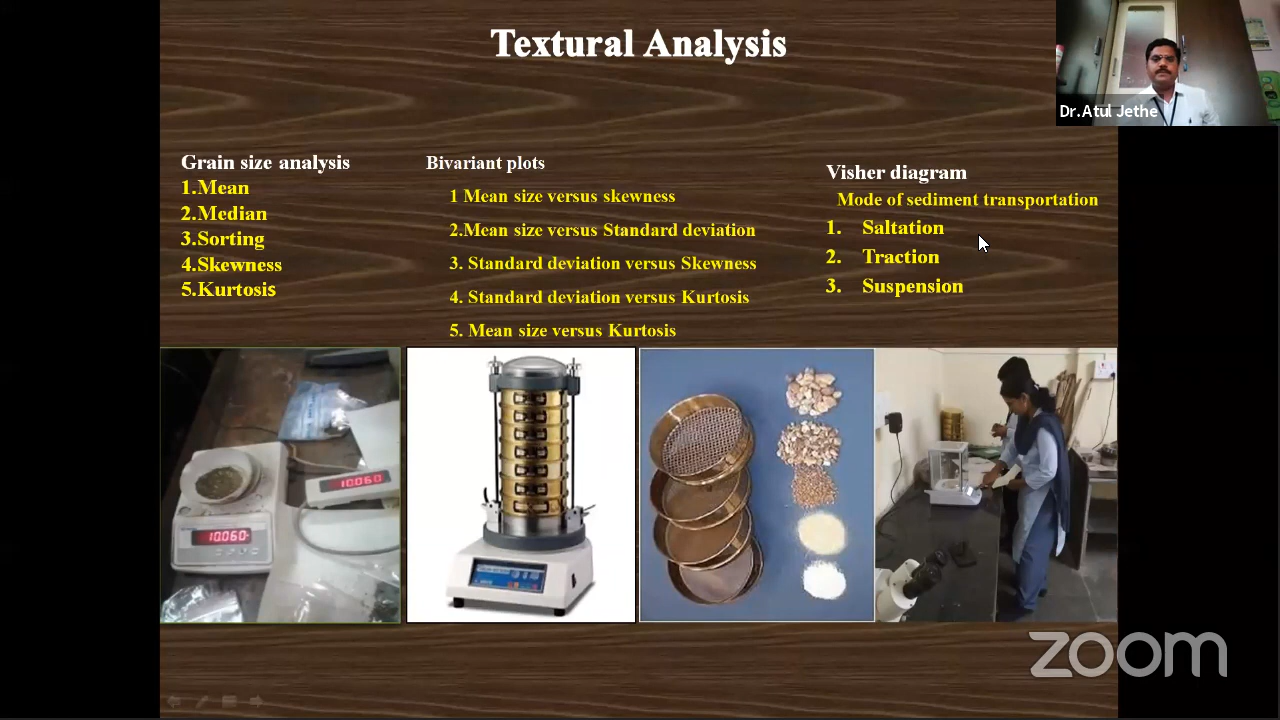 Textural Analysis
Dr.Atul Jethe
Grain size analysis
1.Mean
2.Median
3.Sorting
4.Skewness
5.Kurtosis
Bivariant plots
1 Mean size versus skewness
2.Mean size versus Standard deviation
3. Standard deviation versus Skewness
4. Standard deviation versus Kurtosis
5. Mean size versus Kurtosis
Visher diagram
Mode of sediment transportation
1. Saltation
2. Traction
3. Suspension
10.060
10.060
zoom